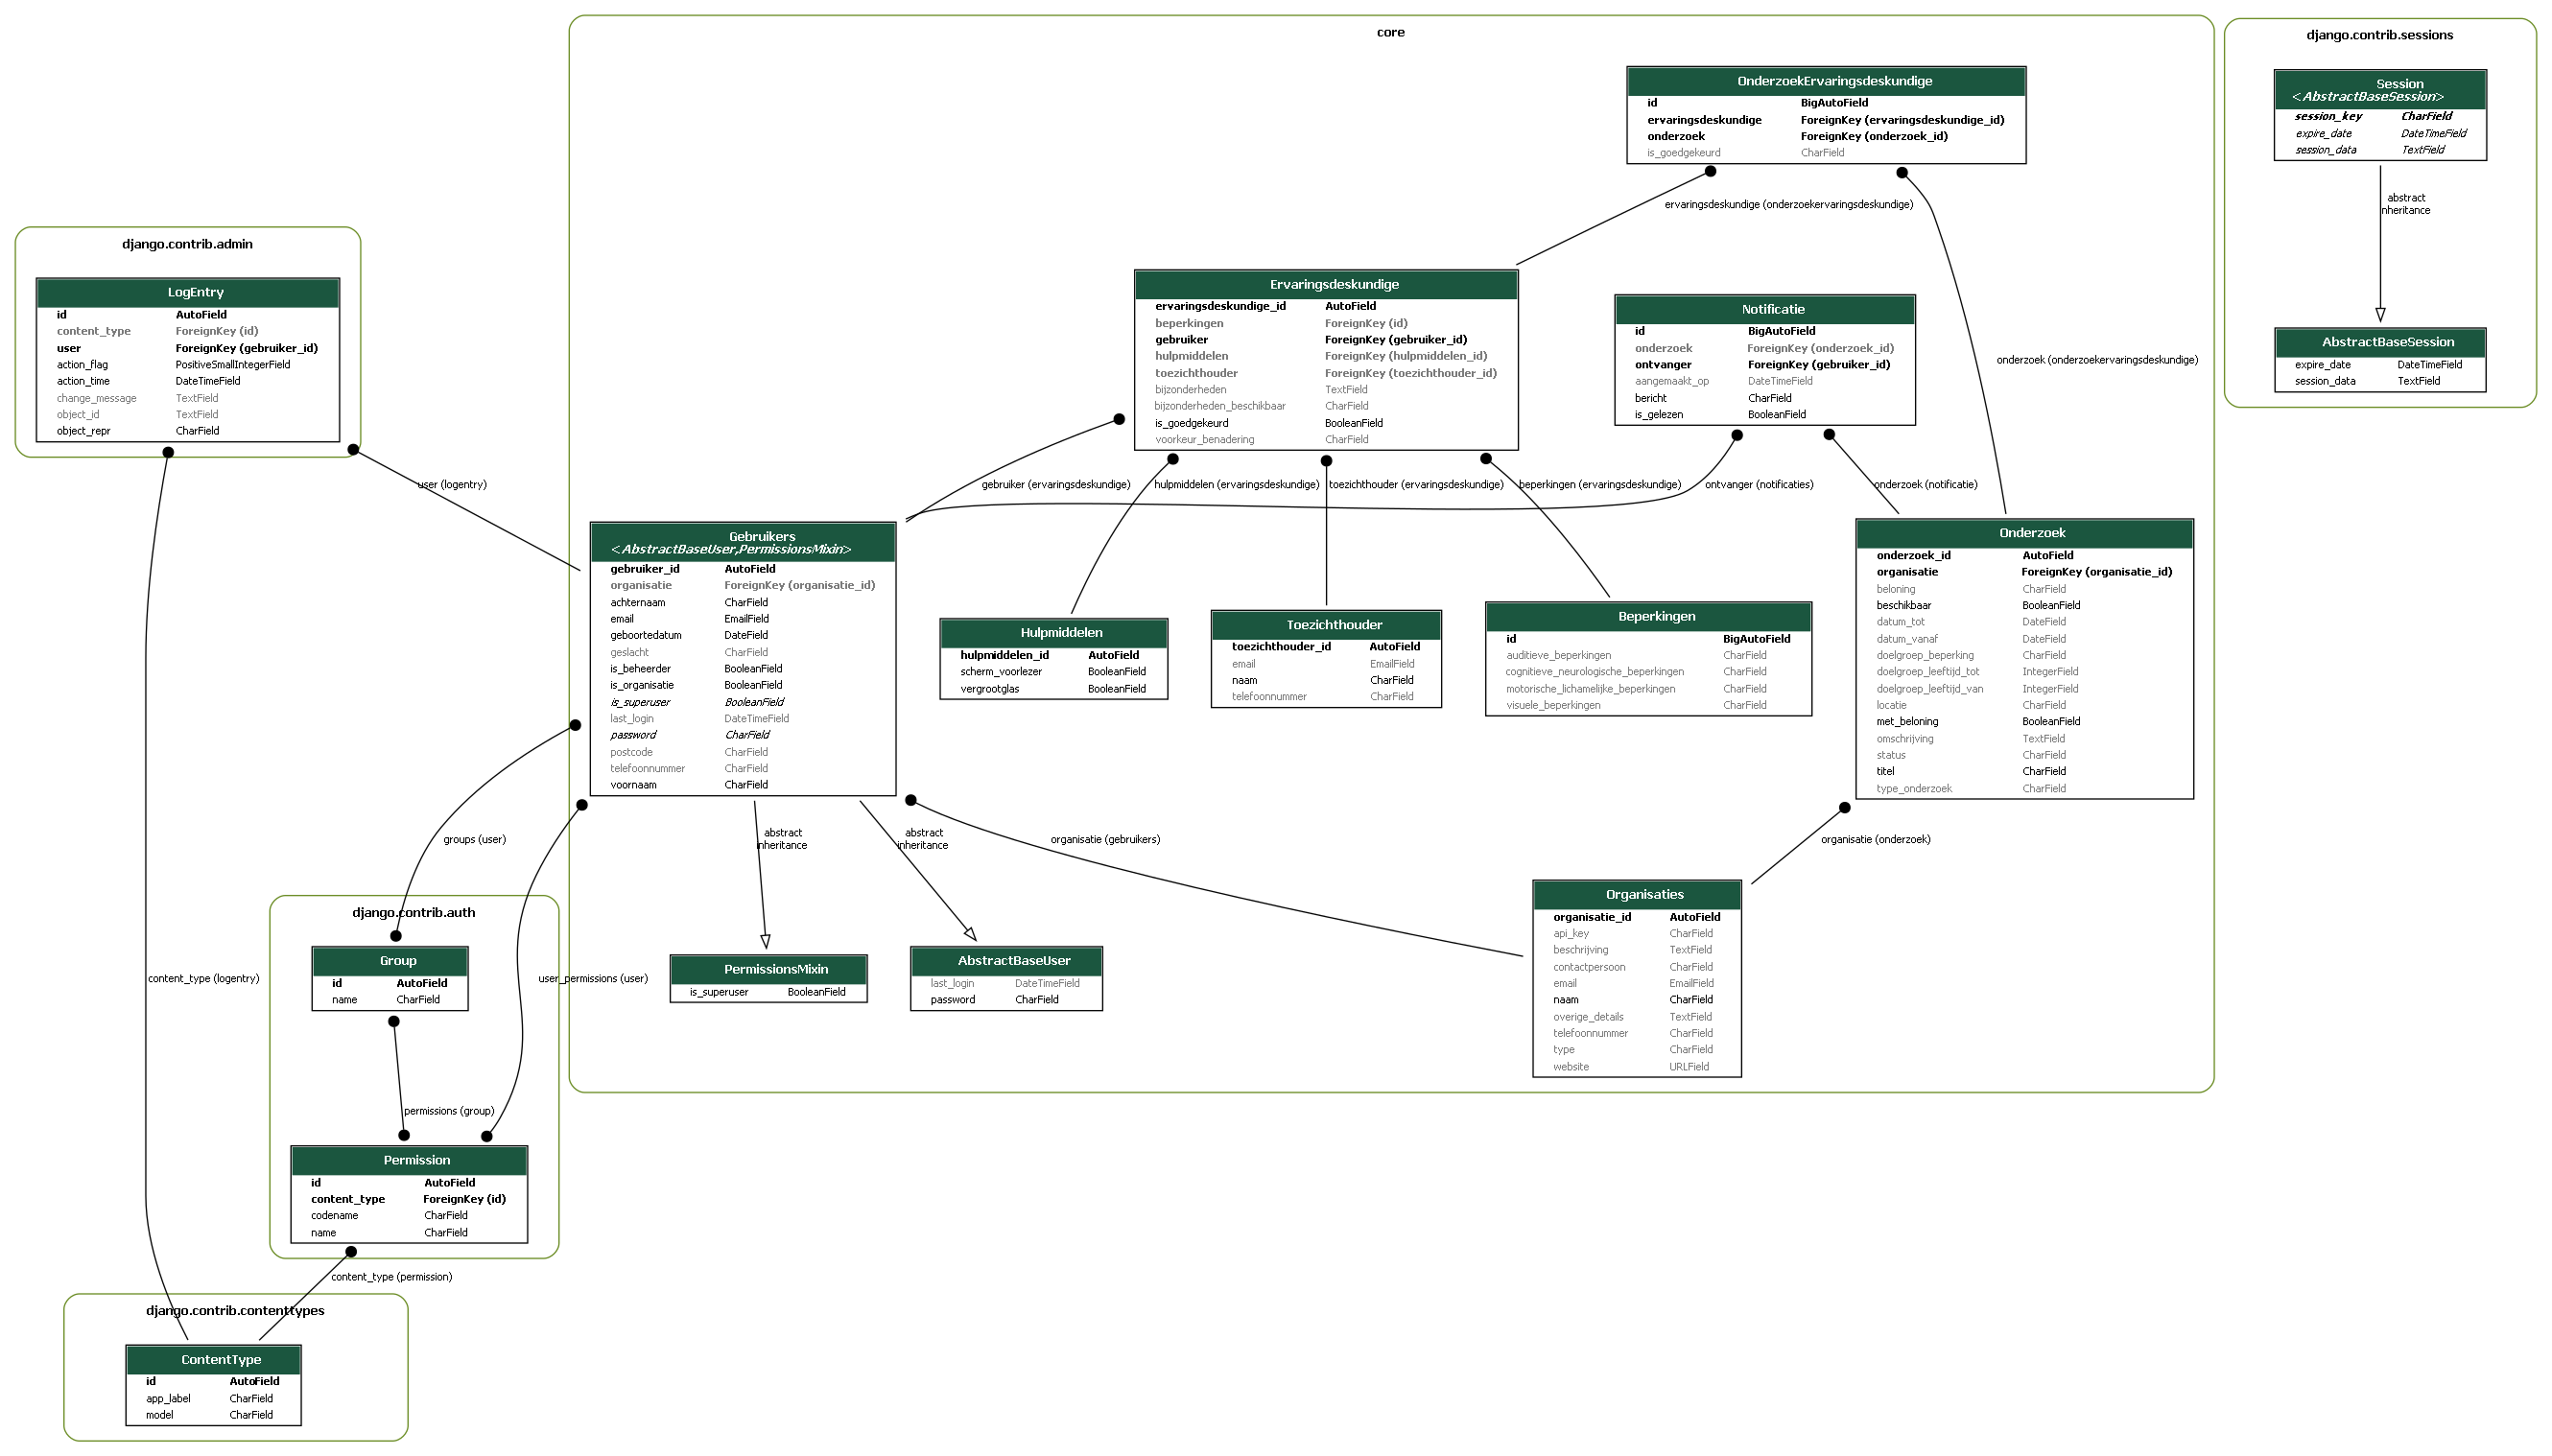 core
OnderzoekErvaringsdeskundige
id BigAutoField
ervaringsdeskundige ForeignKey (ervaringsdeskundige_id)
onderzoek ForeignKey (onderzoek_id)
is_goedgekeurd CharField
django.contrib.sessions
Session
<AbstractBaseSession>
session_key CharField
expire_date DateTimeField
session_data TextField
abstract
nheritance
AbstractBaseSession
expire_date DateTimeField
session_data TextField
ervaringsdeskundige (onderzoekervaringsdeskundige)
onderzoek (onderzoekervaringsdeskundige)
django.contrib.admin
LogEntry
id AutoField
content_type ForeignKey (id)
user ForeignKey (gebruiker_id)
action_flag PositiveSmallIntegerField
action_time DateTimeField
change_message TextField
object_id TextField
object_repr CharField
Ervaringsdeskundige
ervaringsdeskundige_id AutoField
beperkingen ForeignKey (id)
gebruiker ForeignKey (gebruiker_id)
hulpmiddelen ForeignKey (hulpmiddelen_id)
toezichthouder ForeignKey (toezichthouder_id)
bijzonderheden TextField
bijzonderheden_beschikbaar CharField
is_goedgekeurd BooleanField
voorkeur_benadering CharField
Notificatie
id BigAutoField
onderzoek ForeignKey (onderzoek_id)
ontvanger ForeignKey (gebruiker_id)
aangemaakt_op DateTimeField
bericht CharField
is_gelezen BooleanField
user (logentry)
gebruiker (ervaringsdeskundige)
hulpmiddelen (ervaringsdeskundige)
toezichthouder (ervaringsdeskundige)
beperkingen (ervaringsdeskundige)
ontvanger (notificaties)
onderzoek (notificatie)
Gebruikers
<AbstractBaseUser,PermissionsMixin>
gebruiker_id AutoField
organisatie ForeignKey (organisatie_id)
achternaam CharField
email EmailField
geboortedatum DateField
geslacht CharField
is_beheerder BooleanField
is_organisatie BooleanField
is_superuser BooleanField
last_login DateTimeField
password CharField
postcode CharField
telefoonnummer CharField
voornaam CharField
Hulpmiddelen
hulpmiddelen_id AutoField
scherm_voorlezer BooleanField
vergrootglas BooleanField
Toezichthouder
toezichthouder_id AutoField
email EmailField
naam CharField
telefoonnummer CharField
Beperkingen
id BigAutoField
auditieve_beperkingen CharField
cognitieve_neurologische_beperkingen CharField
motorische_lichamelijke_beperkingen CharField
visuele_beperkingen CharField
Onderzoek
onderzoek_id AutoField
organisatie ForeignKey (organisatie_id)
beloning CharField
beschikbaar BooleanField
datum_tot DateField
datum_vanaf DateField
doelgroep_beperking CharField
doelgroep_leeftijd_tot IntegerField
doelgroep_leeftijd_van IntegerField
locatie CharField
met_beloning BooleanField
omschrijving TextField
status CharField
titel CharField
type_onderzoek CharField
groups (user)
abstract
inheritance
abstract
inheritance
organisatie (gebruikers)
organisatie (onderzoek)
django.contrib.auth
Group
id AutoField
name CharField
content_type (logentry)
user_permissions (user)
PermissionsMixin
is_superuser BooleanField
AbstractBaseUser
last_login DateTimeField
password CharField
Organisaties
organisatie_id AutoField
api_key CharField
beschrijving TextField
contactpersoon CharField
email EmailField
naam CharField
overige_details TextField
telefoonnummer CharField
type CharField
website URLField
permissions (group)
Permission
id AutoField
content_type ForeignKey (id)
codename CharField
name CharField
content_type (permission)
django.contrib.contenttypes
ContentType
id AutoField
app_label CharField
model CharField